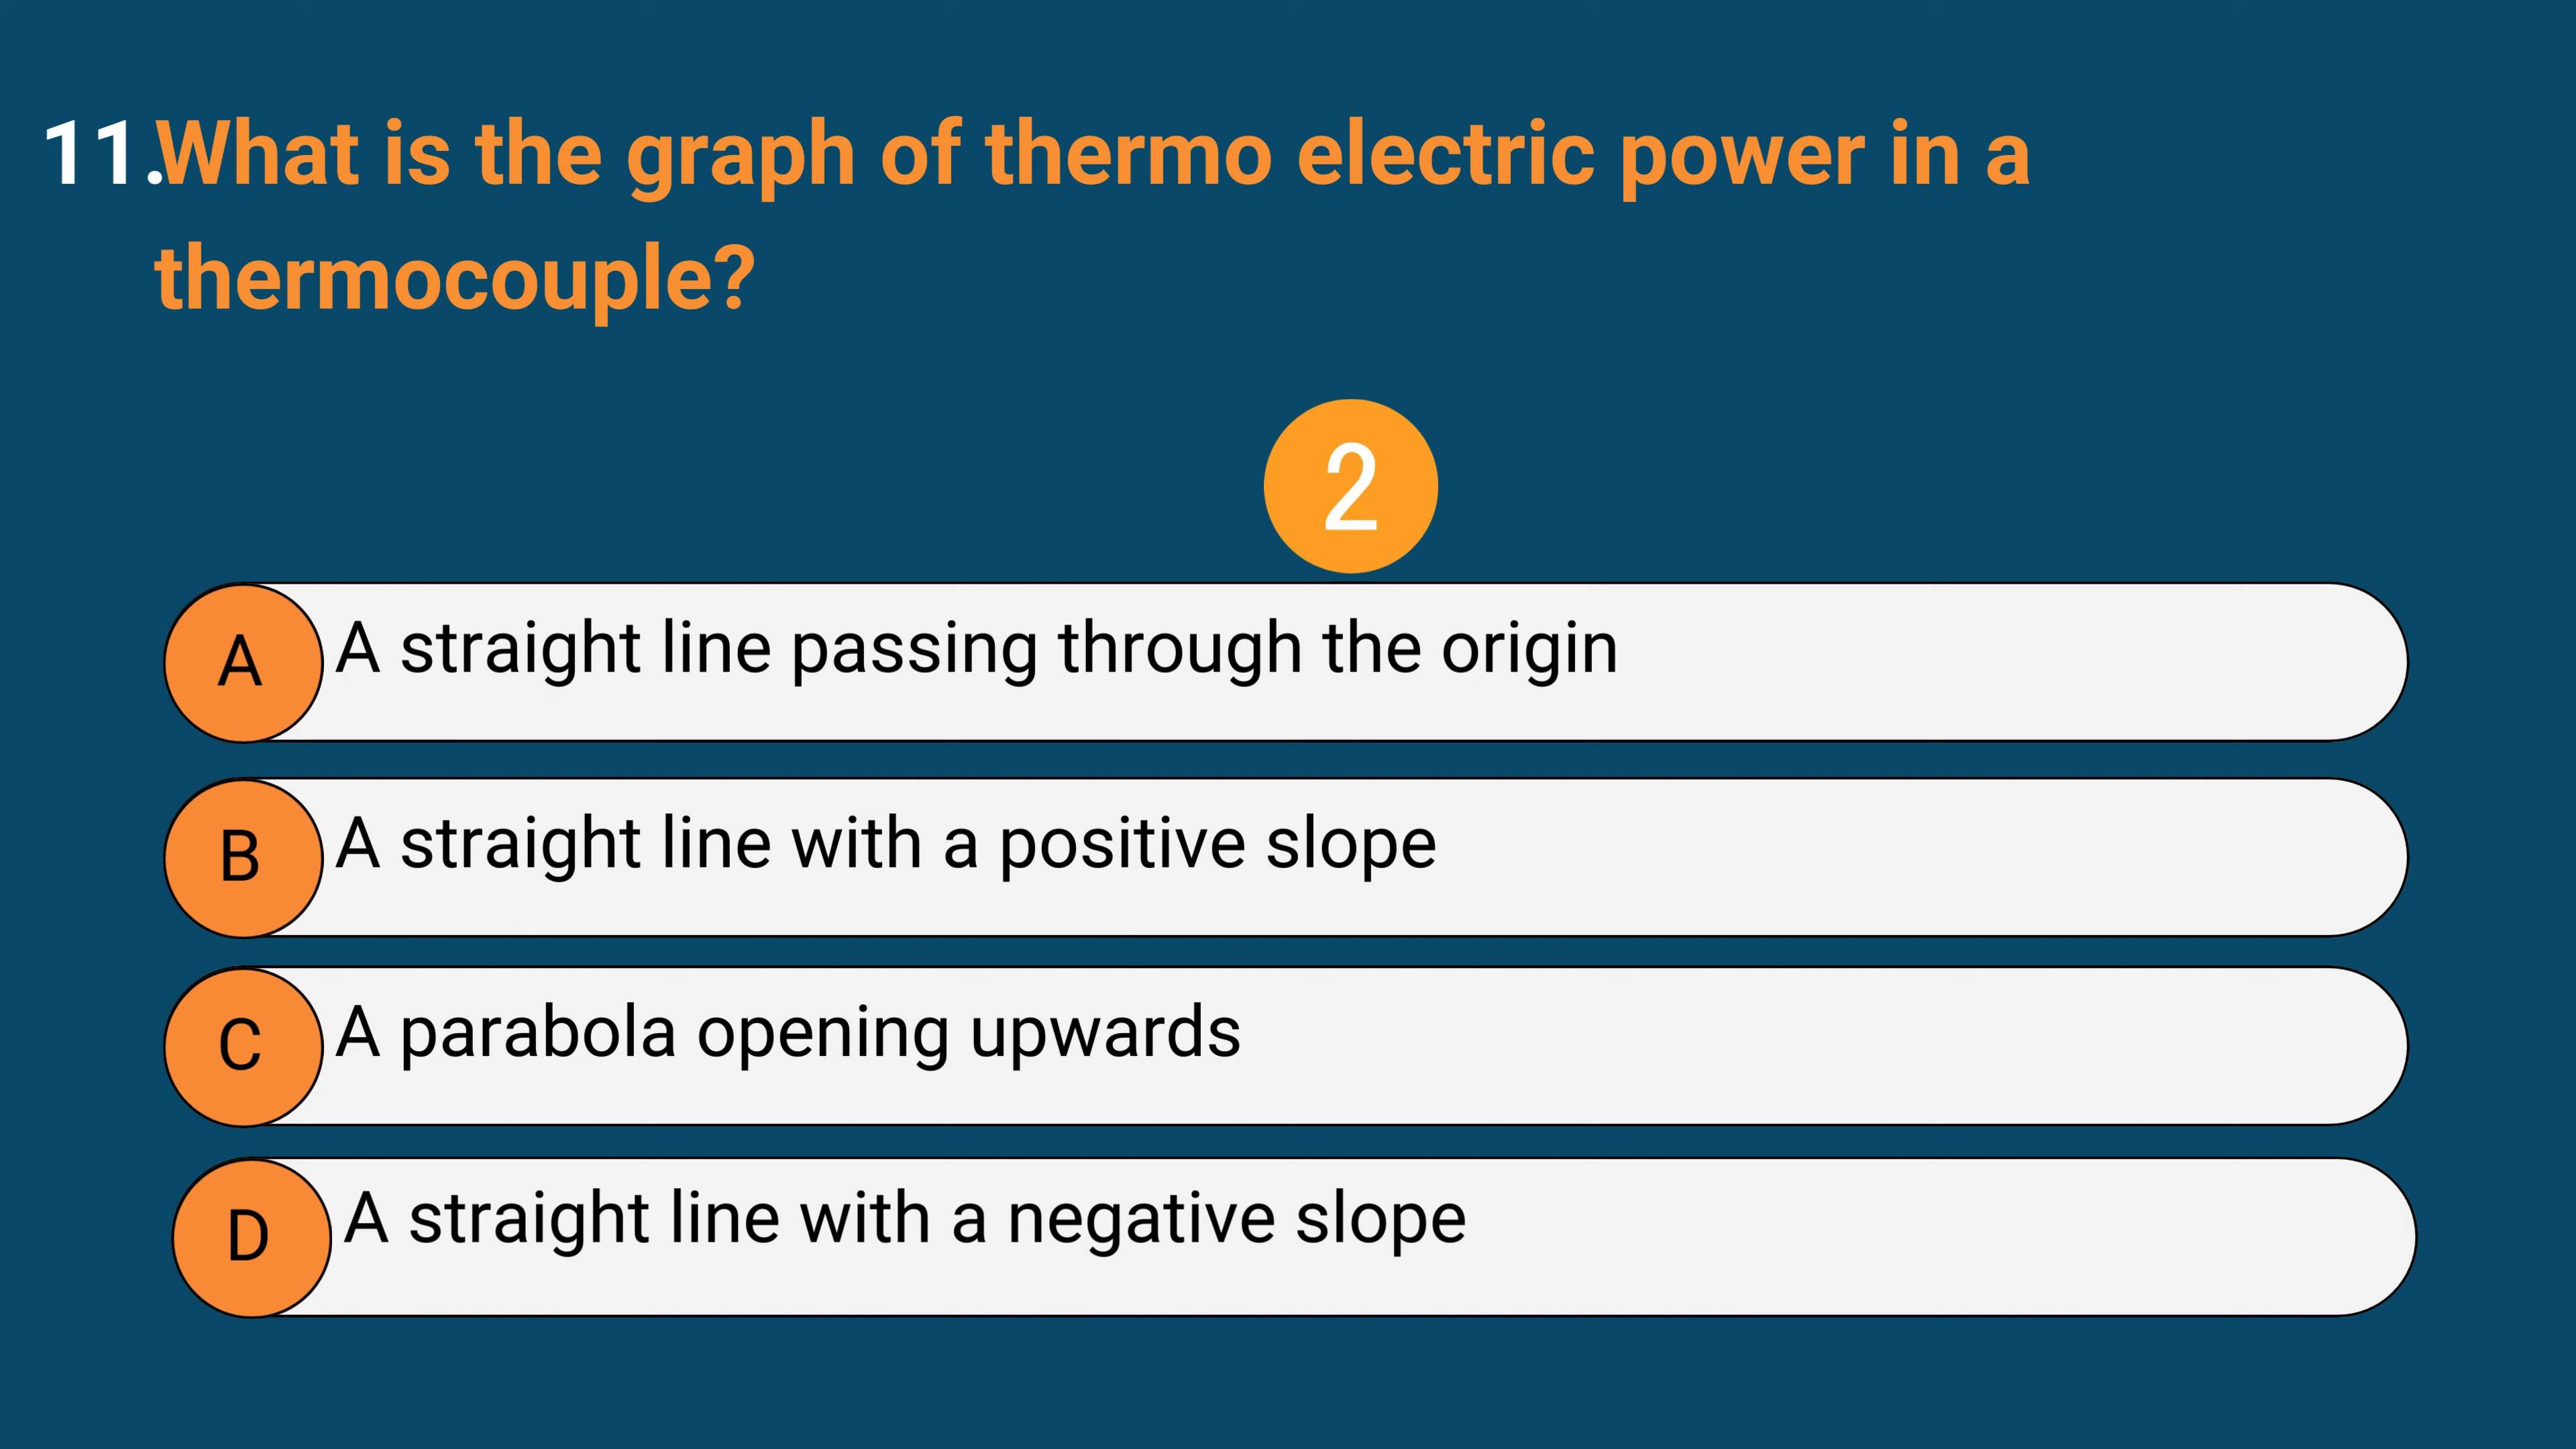 11.What is the graph of thermo electric power in a
thermocouple?
2
A A straight line passing through the origin
B A straight line with a positive slope
C A parabola opening upwards
D A straight line with a negative slope